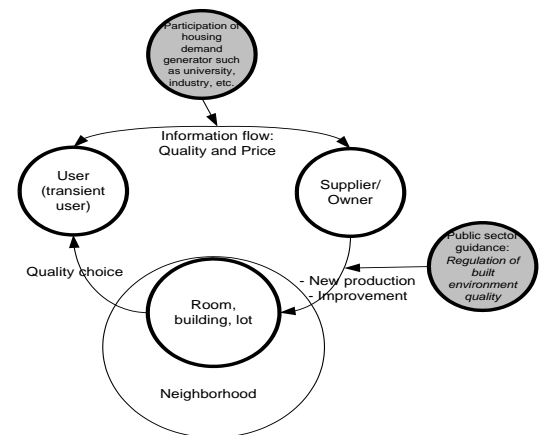 Participation of
housing
demand
generator such
as university,
industry, etc.
Information flow:
Quality and Price
User
(transient
user)
Supplier/
Owner
Public sector
guidance:
Regulation of
built
environment
quality
Quality choice
- New production
- Improvement
Room,
building, lot
Neighborhood